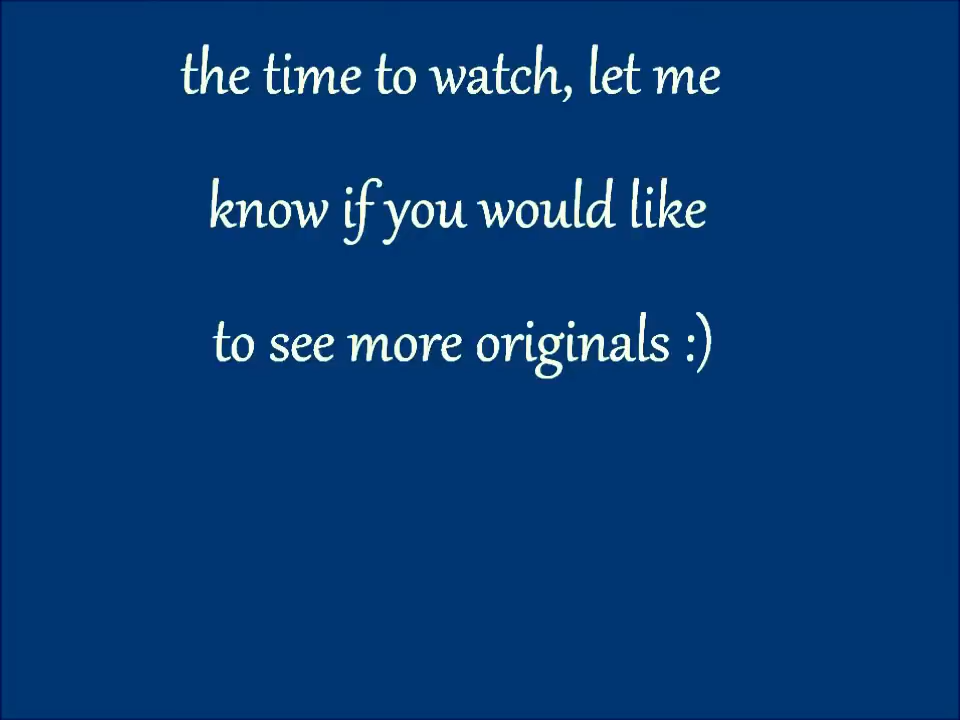 the time to watch, let me
know if you would like
to see more originals :)